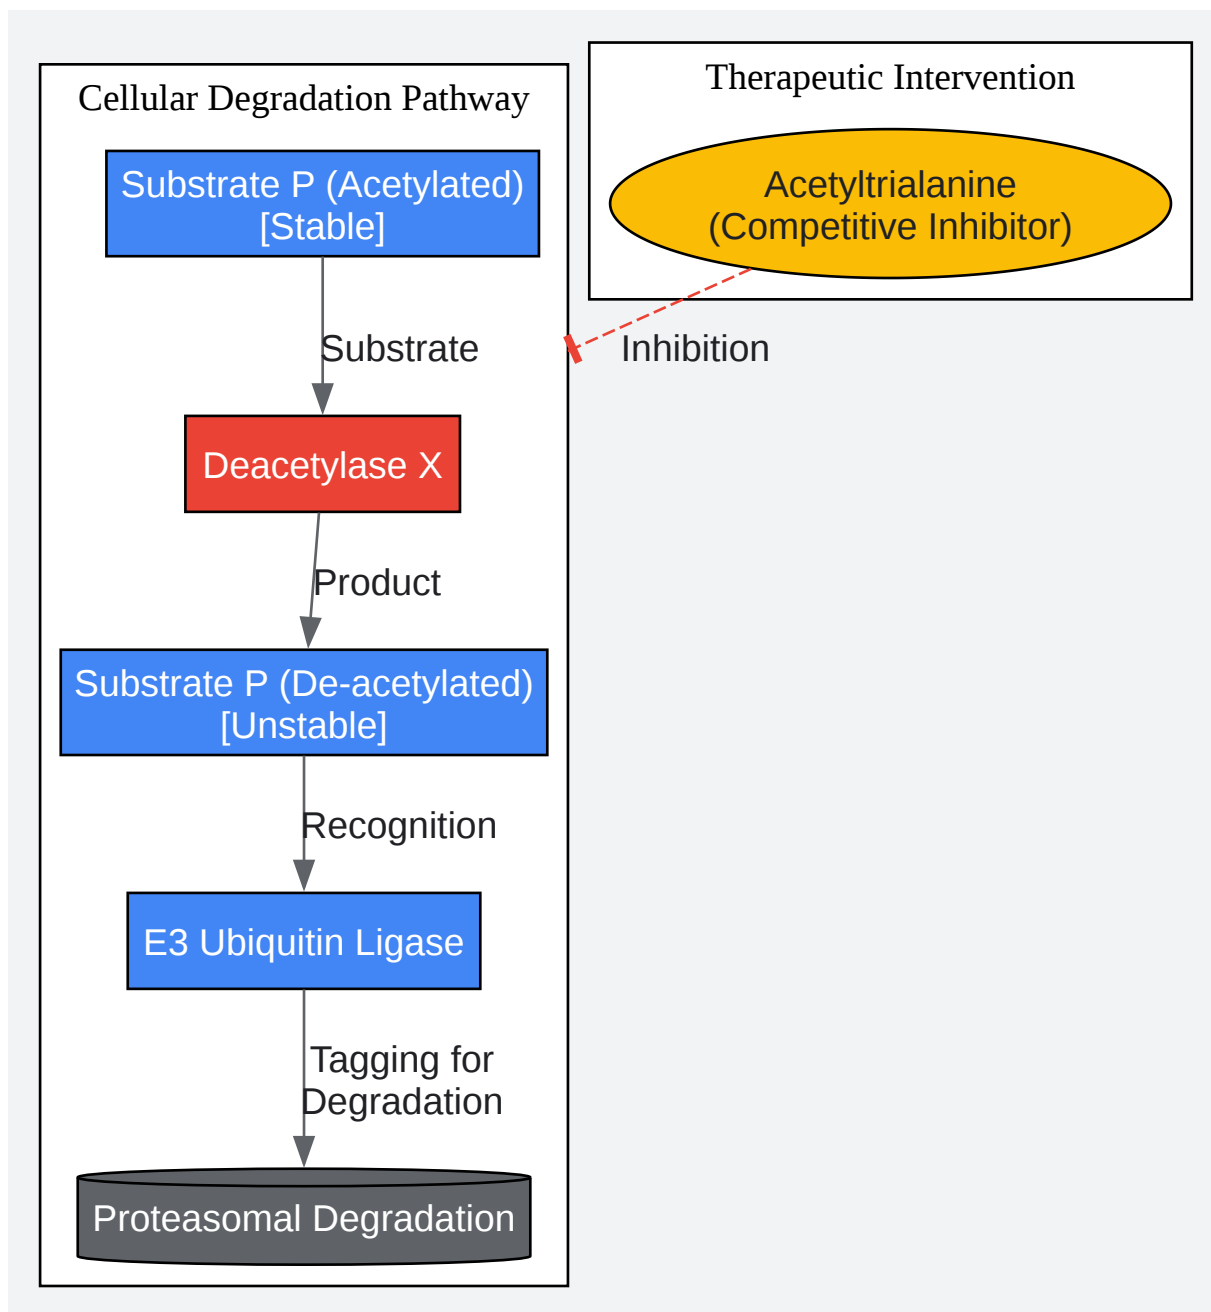 Cellular Degradation Pathway
Substrate P (Acetylated)
[Stable]
Substrate
Deacetylase X
Product
Substrate P (De-acetylated)
[Unstable]
Recognition
E3 Ubiquitin Ligase
Tagging for
Degradation
Proteasomal Degradation
Therapeutic Intervention
Acetyltrialanine
(Competitive Inhibitor)
Inhibition